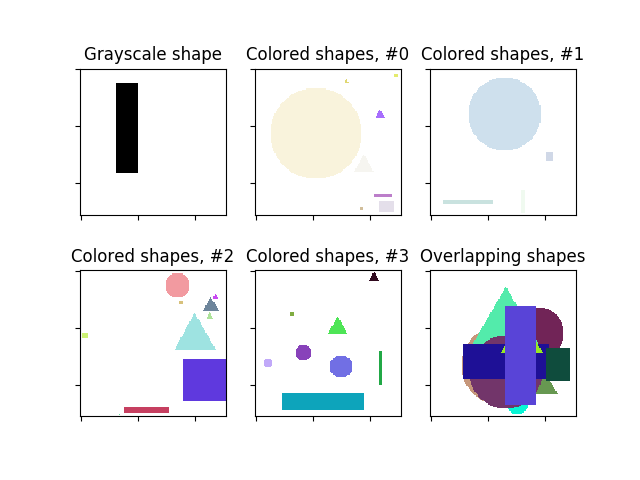 Grayscale shape
Colored shapes, #0
Colored shapes, #1
Colored shapes, #2
Colored shapes, #3
Overlapping shapes